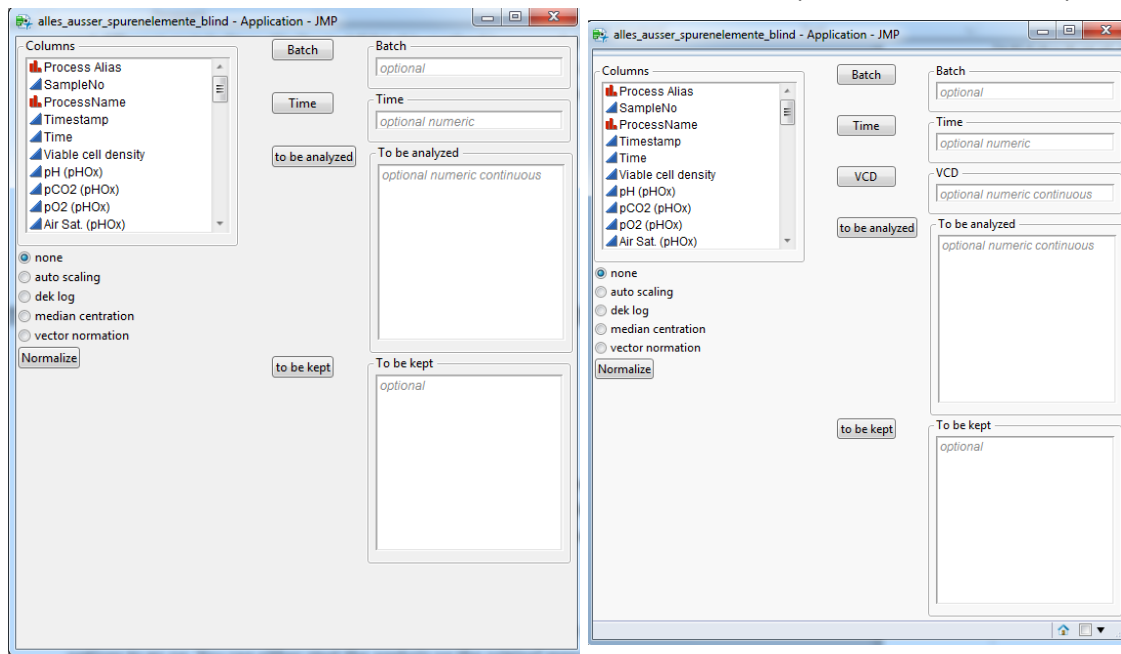 alles_ausser_spurenelemente_blind - Application - JMP
Columns
Process Alias
SampleNo
ProcessName
Timestamp
Time
Viable cell density
pH (pHOx)
pCO2 (pHOx)
pO2 (pHOx)
Air Sat. (pHOx)
none
auto scaling
dek log
median centration
vector normation
Normalize
Batch
Batch
optional
Time
Time
optional numeric
to be analyzed
To be analyzed
optional numeric continuous
to be kept
To be kept
optional
alles_ausser_spurenelemente_blind - Application - JMP
Columns
Process Alias
SampleNo
ProcessName
Timestamp
Time
Viable cell density
pH (pHOx)
pCO2 (pHOx)
pO2 (pHOx)
Air Sat. (pHOx)
none
auto scaling
dek log
median centration
vector normation
Normalize
Batch
Batch
optional
Time
Time
optional numeric
VCD
VCD
optional numeric continuous
to be analyzed
To be analyzed
optional numeric continuous
to be kept
To be kept
optional